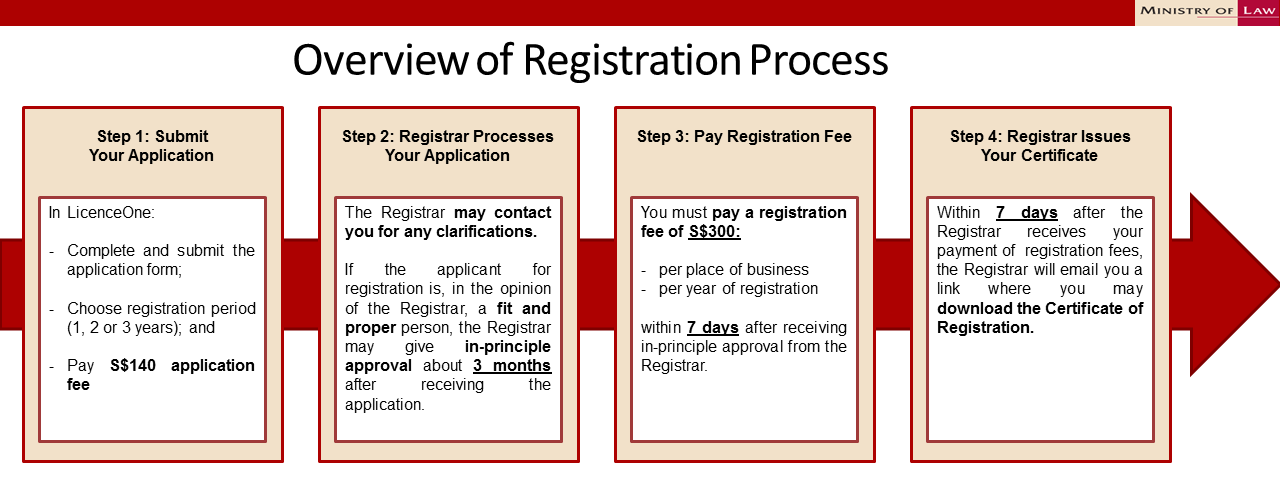 MINISTRY OF LAW
Overview of Registration Process
Step 1: Submit
Your Application
In LicenceOne:
- Complete and submit the
application form;
- Choose registration period
(1, 2 or 3 years); and
- Pay S$140 application
fee
Step 2: Registrar Processes
Your Application
The Registrar may contact
you for any clarifications.
If the applicant for
registration is, in the opinion
of the Registrar, a fit and
proper person, the Registrar
may give in-principle
approval about 3 months
after receiving the
application.
Step 3: Pay Registration Fee
You must pay a registration
fee of S$300:
- per place of business
- per year of registration
within 7 days after receiving
in-principle approval from the
Registrar.
Step 4: Registrar Issues
Your Certificate
Within 7 days after the
Registrar receives your
payment of registration fees,
the Registrar will email you a
link where you may
download the Certificate of
Registration.